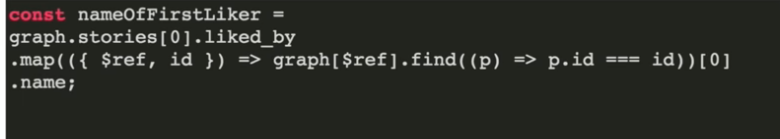 const nameOfFirstLiker =
graph.stories[0].liked_by
.map(({ $ref, id }) => graph[$ref].find((p) => p.id === id))[0]
.name;